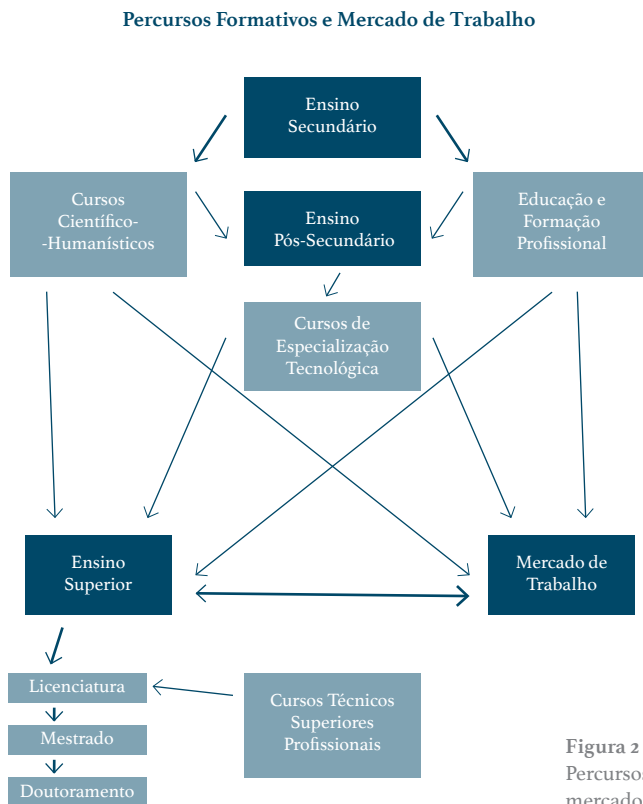 Percursos Formativos e Mercado de Trabalho
Ensino
Secundário
Cursos
Científico-
-Humanísticos
Ensino
Pós-Secundário
Educação e
Formação
Profissional
Cursos de
Especialização
Tecnológica
Ensino
Superior
Mercado de
Trabalho
Licenciatura
Mestrado
Doutoramento
Cursos Técnicos
Superiores
Profissionais
Figura 2
Percursos
mercado